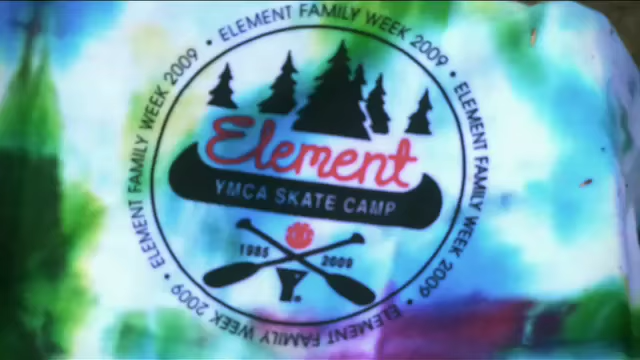 ELEMENT FAMILY WEEK 2009 • ELEMENT FAMILY WEEK 2009 • ELEMENT FAMILY WEEK 2009 • ELEMENT FAMILY WEEK 2009 •
Element
YMCA SKATE CAMP
1985 2009
Y